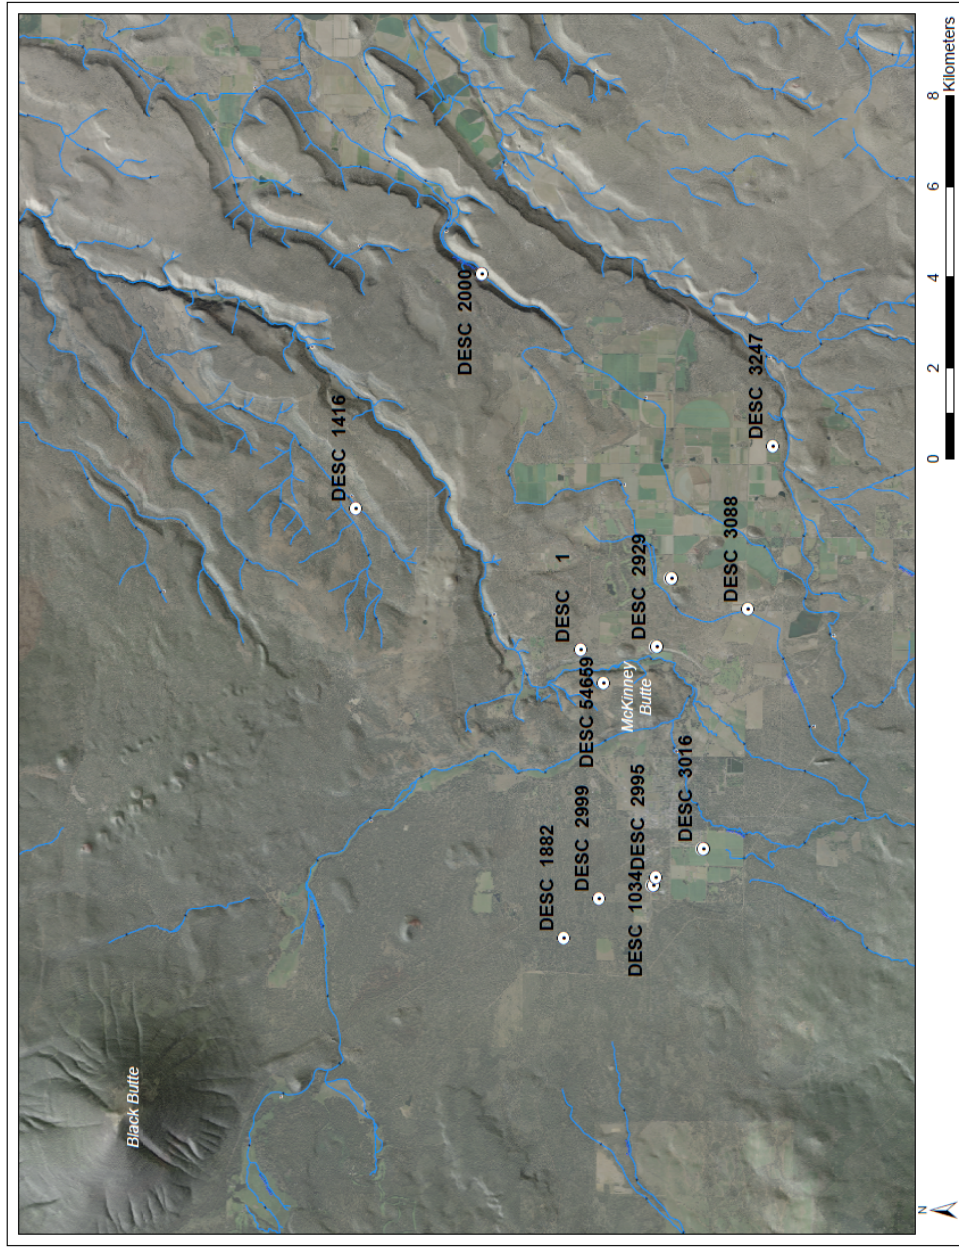 Black Butte
DESC 1416
DESC 2000
DESC 1882
DESC 2999
DESC 54659
DESC 1
McKinney
Butte
DESC 1034
DESC 2995
DESC 3016
DESC 2929
DESC 3088
DESC 3247
N
0 2 4 6 8
Kilometers